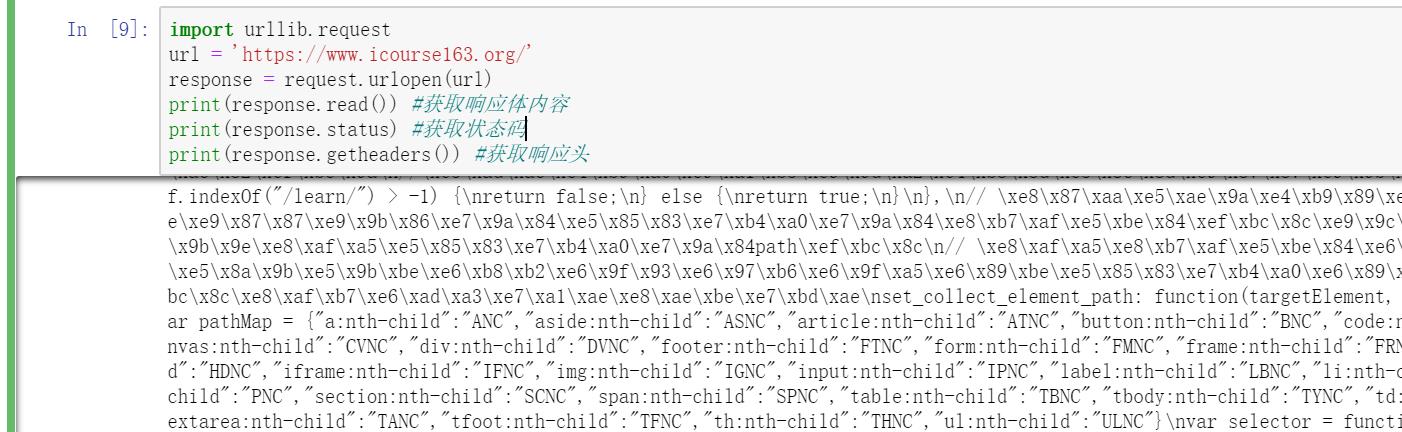 In [9]:
import urllib.request
url = 'https://www.icourse163.org/'
response = request.urlopen(url)
print(response.read()) #获取响应体内容
print(response.status) #获取状态码
print(response.getheaders()) #获取响应头
f.indexOf("/learn/") > -1) {\nreturn false;\n} else {\nreturn true;\n}\n},\n// \xe8\x87\xaa\xe5\xae\x9a\xe4\xb9\x89\xe
e\xe9\x87\x87\xe9\x9b\x86\xe7\x9a\x84\xe5\x85\x83\xe7\xb4\xa0\xe7\x9a\x84\xe8\xb7\xaf\xe5\xbe\x84\xef\xbc\x8c\xe9\x9c\
\x9b\x9e\xe8\xaf\xa5\xe5\x85\x83\xe7\xb4\xa0\xe7\x9a\x84path\xef\xbc\x8c\n// \xe8\xaf\xa5\xe8\xb7\xaf\xe5\xbe\x84\xe6\
\xe5\x8a\x9b\xe5\x9b\xbe\xe6\xb8\xb2\xe6\x9f\x93\xe6\x97\xb6\xe6\x9f\xa5\xe6\x89\xbe\xe5\x85\x83\xe7\xb4\xa0\xe6\x89\x
bc\x8c\xe8\xaf\xb7\xe6\xad\xa3\xe7\xa1\xae\xe8\xae\xbe\xe7\xbd\xae\nset_collect_element_path: function(targetElement,
ar pathMap = {"a:nth-child":"ANC","aside:nth-child":"ASNC","article:nth-child":"ATNC","button:nth-child":"BNC","code:n
nvas:nth-child":"CVNC","div:nth-child":"DVNC","footer:nth-child":"FTNC","form:nth-child":"FMNC","frame:nth-child":"FRN
d":"HDNC","iframe:nth-child":"IFNC","img:nth-child":"IGNC","input:nth-child":"IPNC","label:nth-child":"LBNC","li:nth-c
child":"PNC","section:nth-child":"SCNC","span:nth-child":"SPNC","table:nth-child":"TBNC","tbody:nth-child":"TYNC","td:
extarea:nth-child":"TANC","tfoot:nth-child":"TFNC","th:nth-child":"THNC","ul:nth-child":"ULNC"}\nvar selector = functi